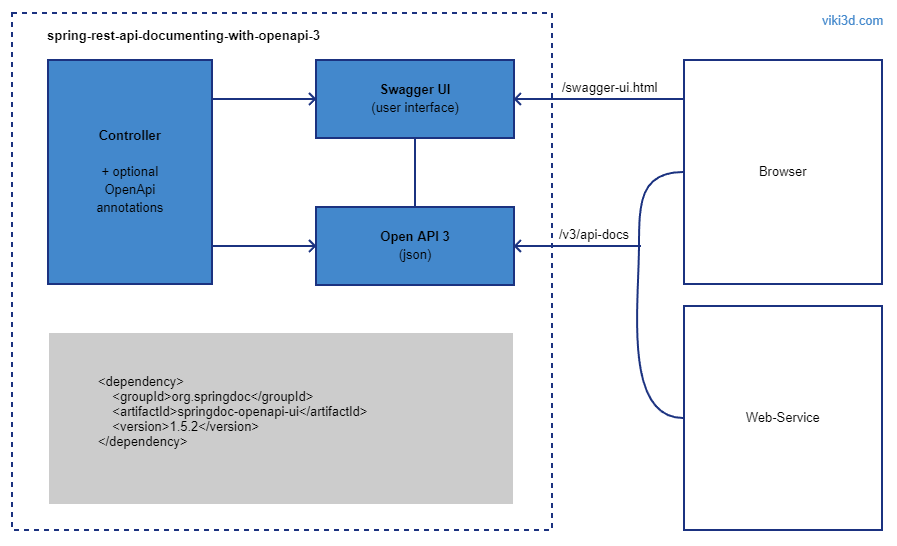 viki3d.com
spring-rest-api-documenting-with-openapi-3
Controller
+ optional
OpenApi
annotations
Swagger UI
(user interface)
/swagger-ui.html
Browser
Open API 3
(json)
/v3/api-docs
<dependency>
<groupId>org.springdoc</groupId>
<artifactId>springdoc-openapi-ui</artifactId>
<version>1.5.2</version>
</dependency>
Web-Service